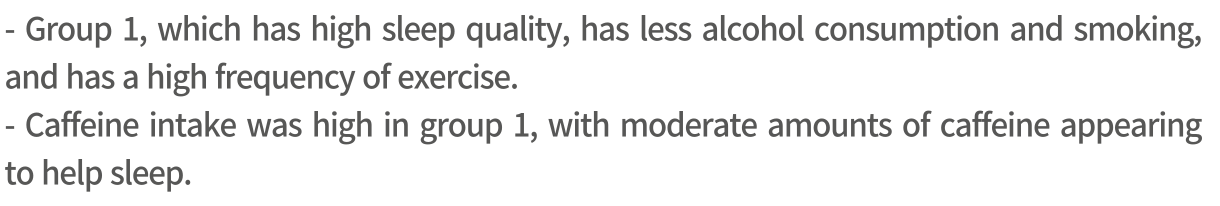 - Group 1, which has high sleep quality, has less alcohol consumption and smoking,
and has a high frequency of exercise.
- Caffeine intake was high in group 1, with moderate amounts of caffeine appearing
to help sleep.